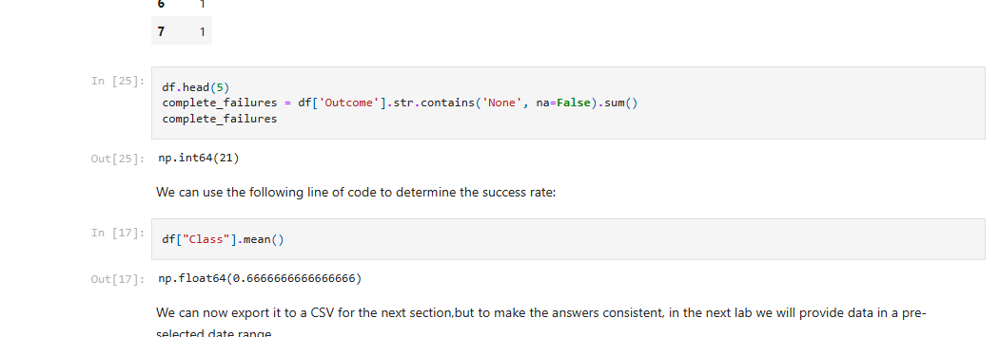 6 1
7 1
In [25]:
df.head(5)
complete_failures = df['Outcome'].str.contains('None', na=False).sum()
complete_failures
Out[25]: np.int64(21)
We can use the following line of code to determine the success rate:
In [17]: df["Class"].mean()
Out[17]: np.float64(0.6666666666666666)
We can now export it to a CSV for the next section,but to make the answers consistent, in the next lab we will provide data in a pre-
selected date range